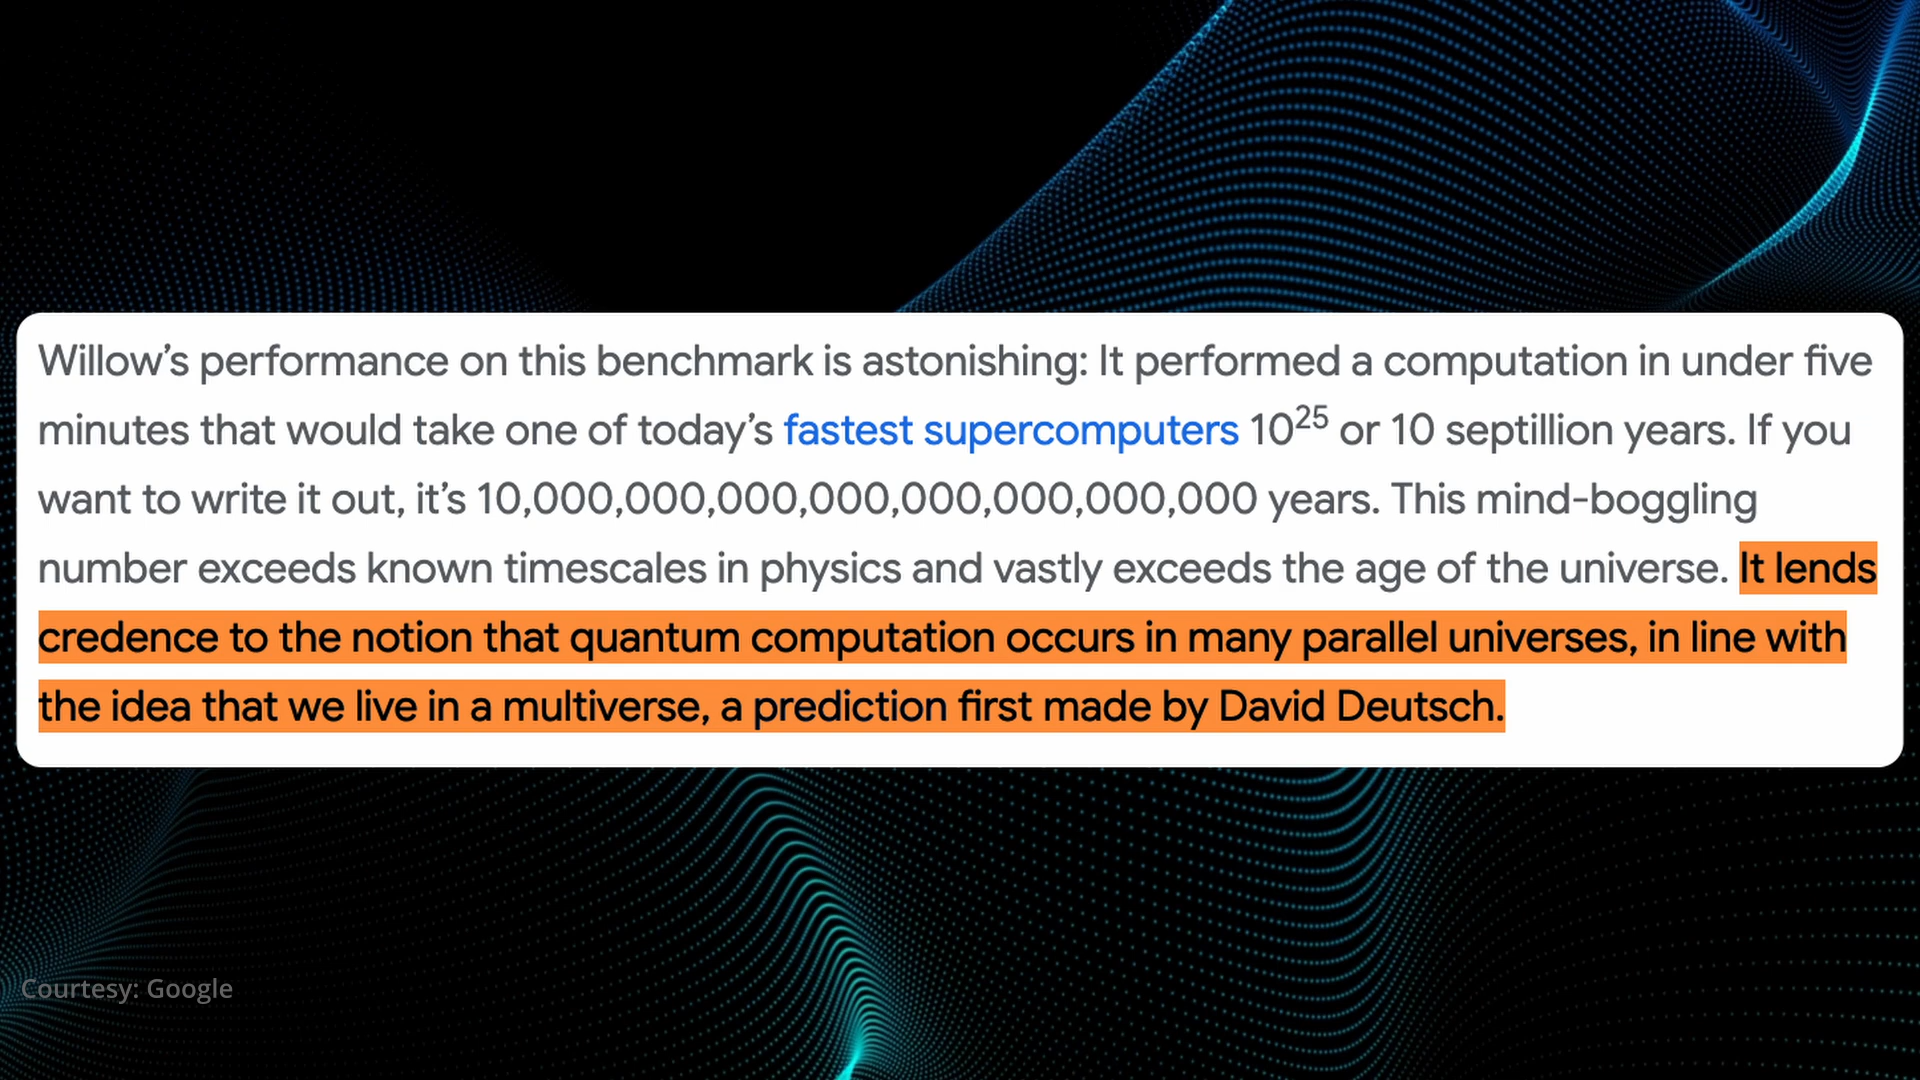 Willow’s performance on this benchmark is astonishing: It performed a computation in under five
minutes that would take one of today’s fastest supercomputers 10²⁵ or 10 septillion years. If you
want to write it out, it’s 10,000,000,000,000,000,000,000,000 years. This mind-boggling
number exceeds known timescales in physics and vastly exceeds the age of the universe. It lends
credence to the notion that quantum computation occurs in many parallel universes, in line with
the idea that we live in a multiverse, a prediction first made by David Deutsch.
Courtesy: Google